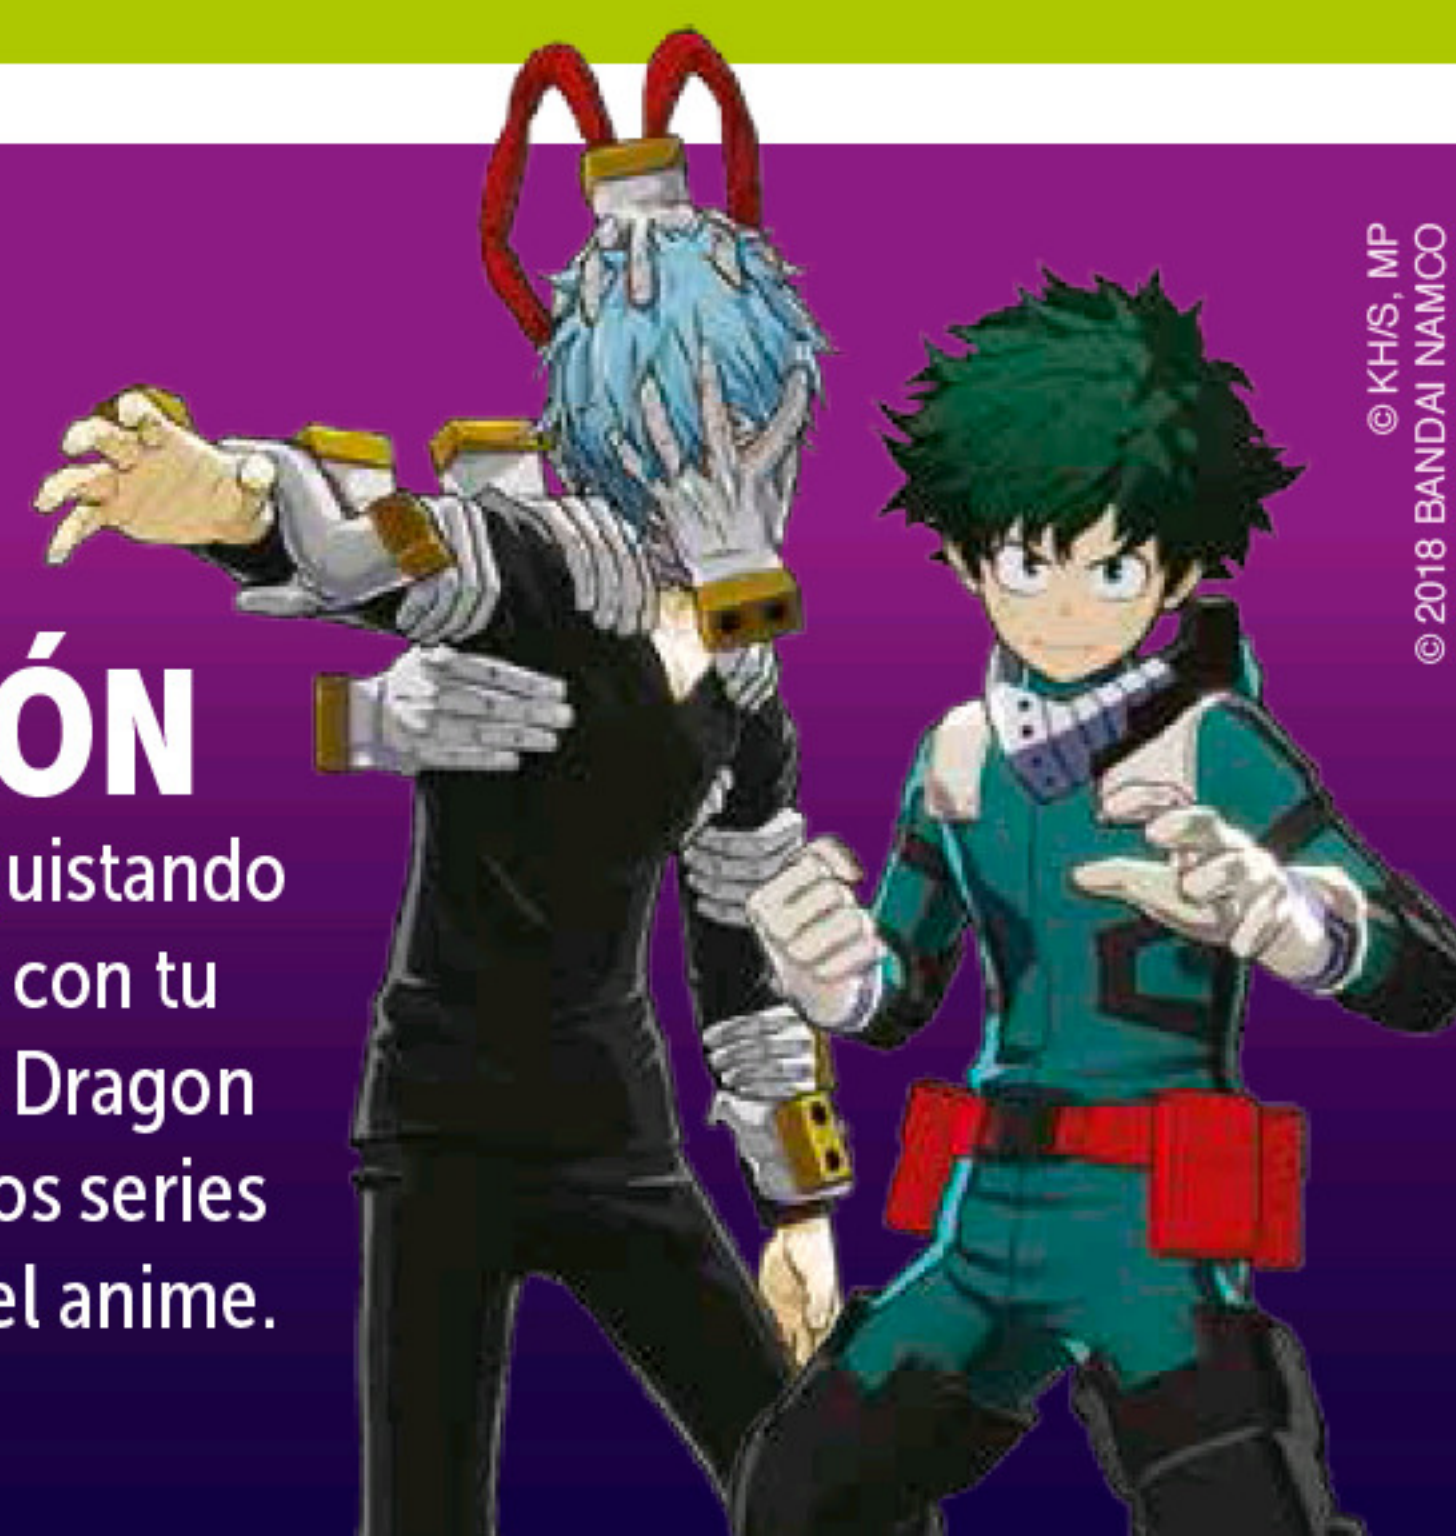 ÓN
uistando
con tu
Dragon
os series
el anime.
© KH/S, MP
© 2018 BANDAI NAMCO